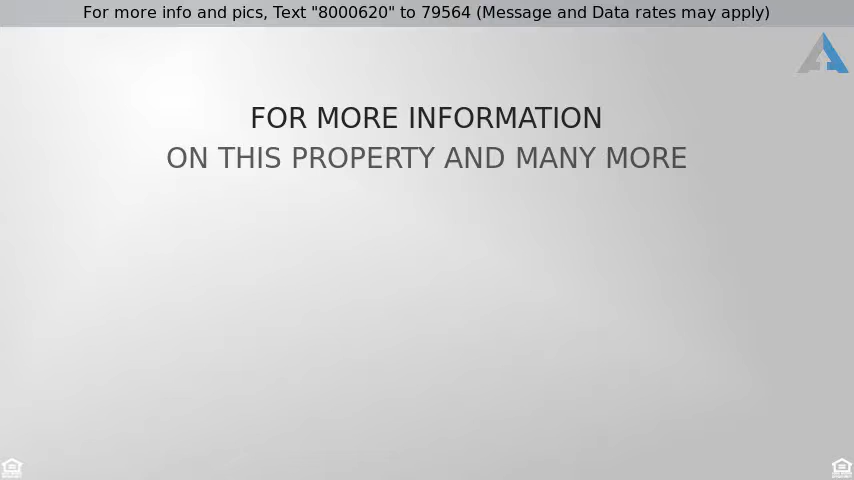 For more info and pics, Text "8000620" to 79564 (Message and Data rates may apply)
FOR MORE INFORMATION
ON THIS PROPERTY AND MANY MORE